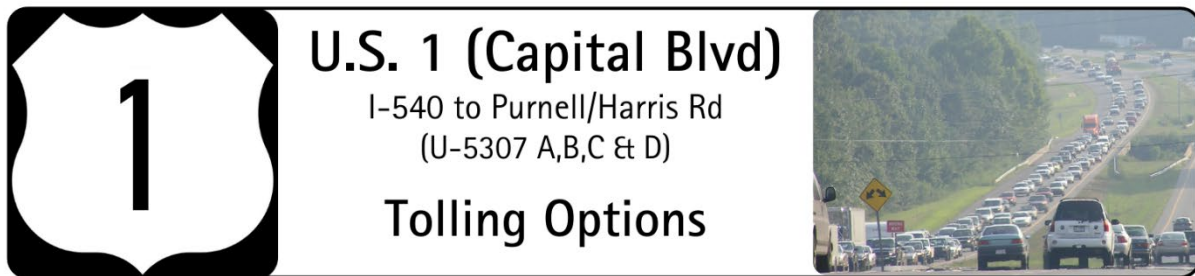 1
U.S. 1 (Capital Blvd)
I-540 to Purnell/Harris Rd
(U-5307 A,B,C & D)
Tolling Options